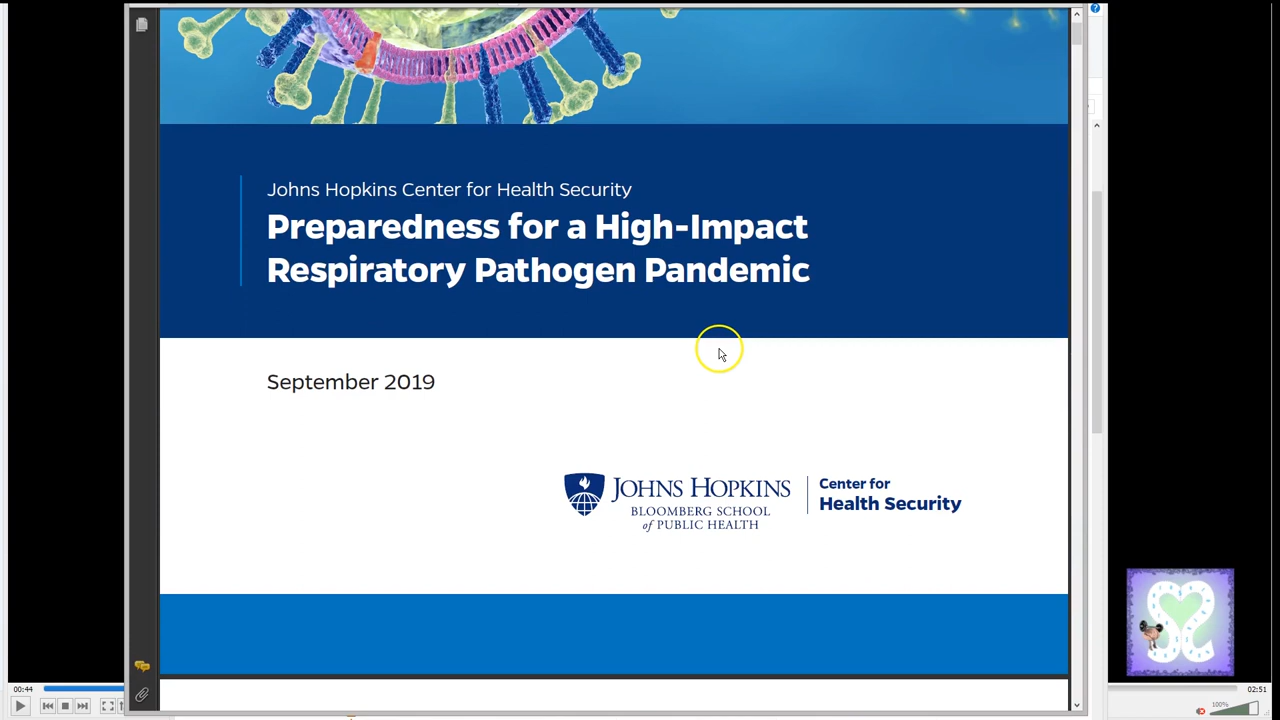 Johns Hopkins Center for Health Security
Preparedness for a High-Impact
Respiratory Pathogen Pandemic
September 2019
JOHNS HOPKINS
BLOOMBERG SCHOOL
of PUBLIC HEALTH
Center for
Health Security
00:44
02:51
100%